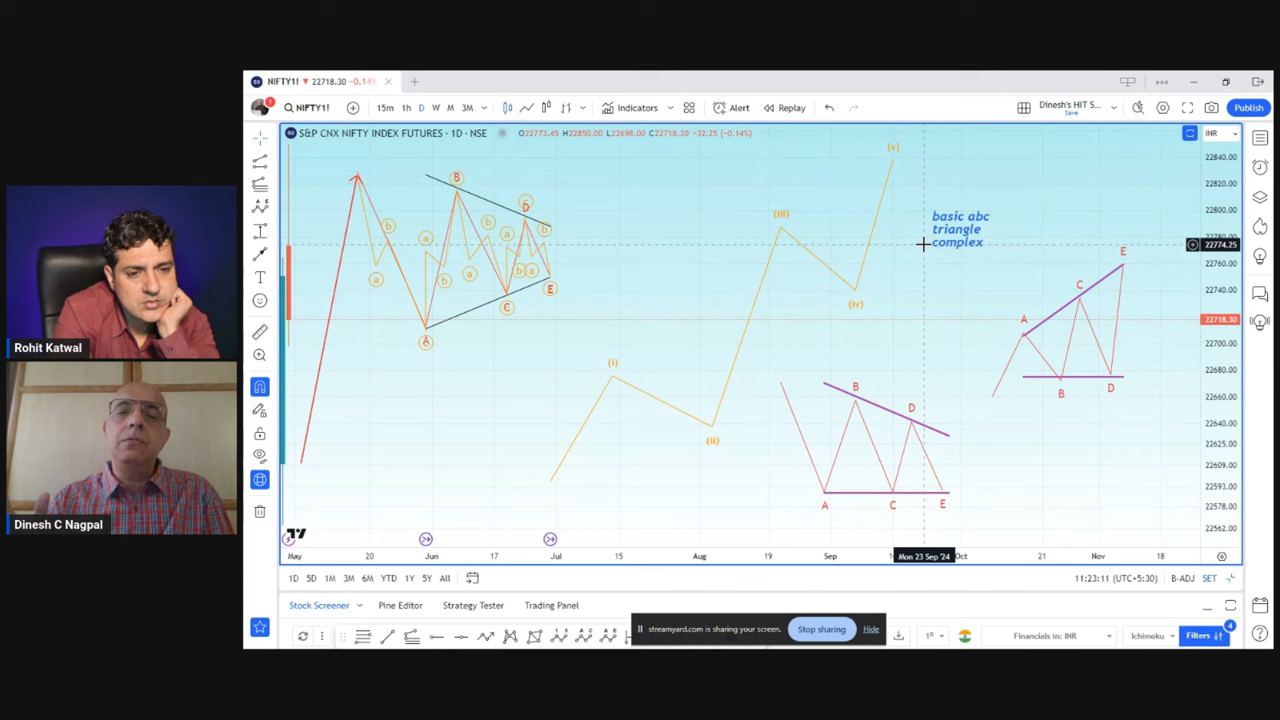 NIFTY1! ▼ 22718.30 −0.14%
NIFTY1!
15m 1h D W M 3M
Indicators
Alert
Replay
Dinesh's HIT S...
Save
Publish
S&P CNX NIFTY INDEX FUTURES · 1D · NSE
O22773.45 H22850.00 L22698.00 C22718.30 −32.25 (−0.14%)
INR
22840.00
22820.00
22800.00
22774.25
22760.00
22740.00
22718.30
22700.00
22680.00
22660.00
22640.00
22625.00
22609.00
22593.00
22578.00
22562.00
B
D
b
a
b
a
b
a
b
a
b
a
A
C
E
(i)
(ii)
(iii)
(iv)
(v)
basic abc
triangle
complex
A
B
C
D
E
A
B
C
D
E
Rohit Katwal
Dinesh C Nagpal
May 20 Jun 17 Jul 15 Aug 19 Sep Mon 23 Sep '24 Oct 21 Nov 18
1D 5D 1M 3M 6M YTD 1Y 5Y All
11:23:11 (UTC+5:30) B-ADJ SET
Stock Screener Pine Editor Strategy Tester Trading Panel
streamyard.com is sharing your screen. Stop sharing Hide
Financials in: INR
Ichimoku
Filters
4